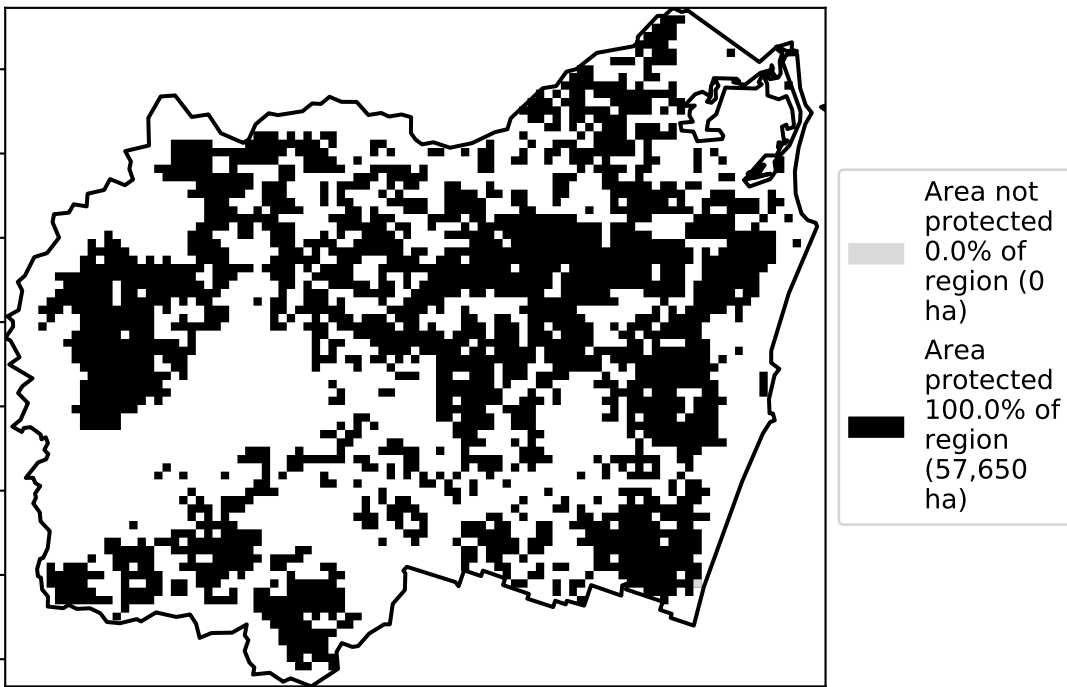 Area not
protected
0.0% of
region (0
ha)
Area
protected
100.0% of
region
(57,650
ha)